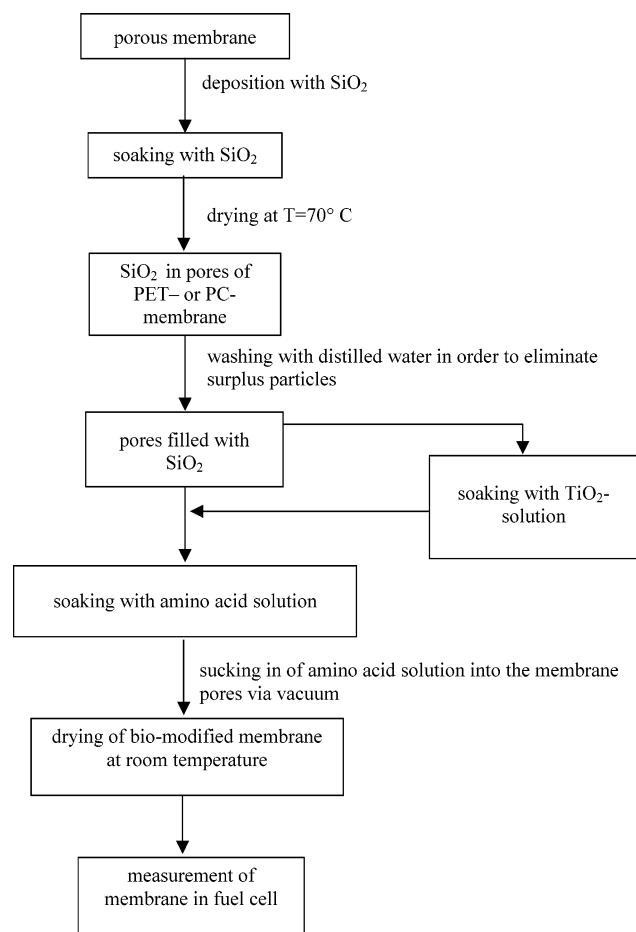 porous membrane
deposition with SiO₂
soaking with SiO₂
drying at T=70° C
SiO₂ in pores of
PET– or PC-
membrane
washing with distilled water in order to eliminate
surplus particles
pores filled with
SiO₂
soaking with TiO₂-
solution
soaking with amino acid solution
sucking in of amino acid solution into the membrane
pores via vacuum
drying of bio-modified membrane
at room temperature
measurement of
membrane in fuel cell